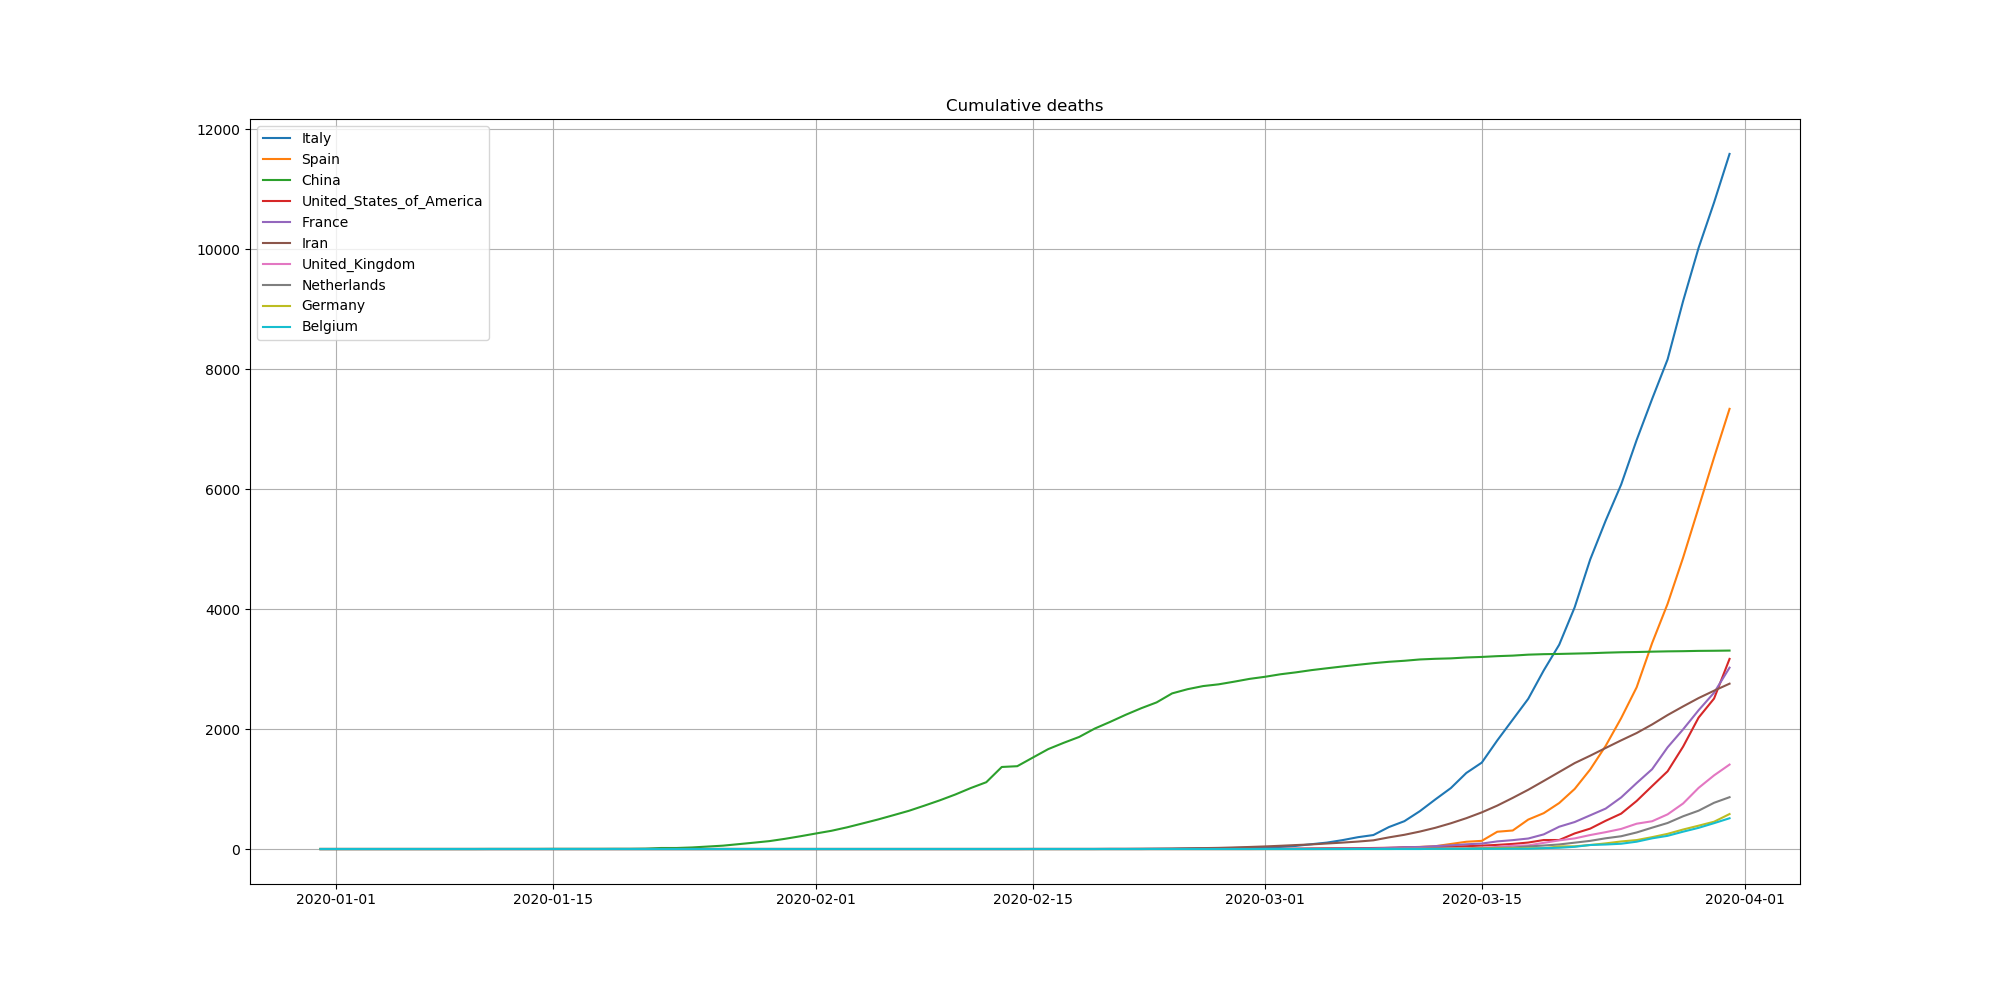 Cumulative deaths
12000
10000
8000
6000
4000
2000
0
Italy
Spain
China
United_States_of_America
France
Iran
United_Kingdom
Netherlands
Germany
Belgium
2020-01-01 2020-01-15 2020-02-01 2020-02-15 2020-03-01 2020-03-15 2020-04-01